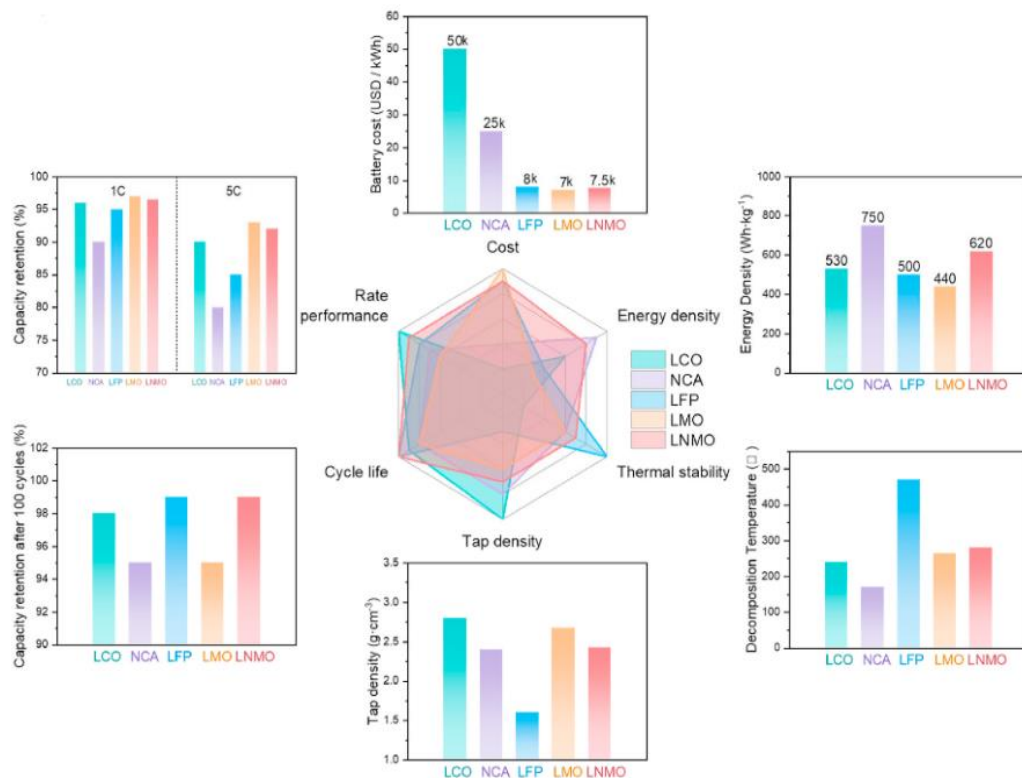 60
50
40
30
20
10
0
Battery cost (USD / kWh)
50k
25k
8k
7k
7.5k
LCO NCA LFP LMO LNMO
Cost
100
95
90
85
80
75
70
Capacity retention (%)
1C
5C
LCO NCA LFP LMO LNMO
LCO NCA LFP LMO LNMO
Rate
performance
Energy density
1000
800
600
400
200
0
Energy Density (Wh·kg⁻¹)
530
750
500
440
620
LCO NCA LFP LMO LNMO
LCO
NCA
LFP
LMO
LNMO
Cycle life
Thermal stability
Tap density
102
100
98
96
94
92
90
Capacity retention after 100 cycles (%)
LCO NCA LFP LMO LNMO
3.5
3.0
2.5
2.0
1.5
1.0
Tap density (g·cm⁻³)
LCO NCA LFP LMO LNMO
500
400
300
200
100
0
Decomposition Temperature (□)
LCO NCA LFP LMO LNMO